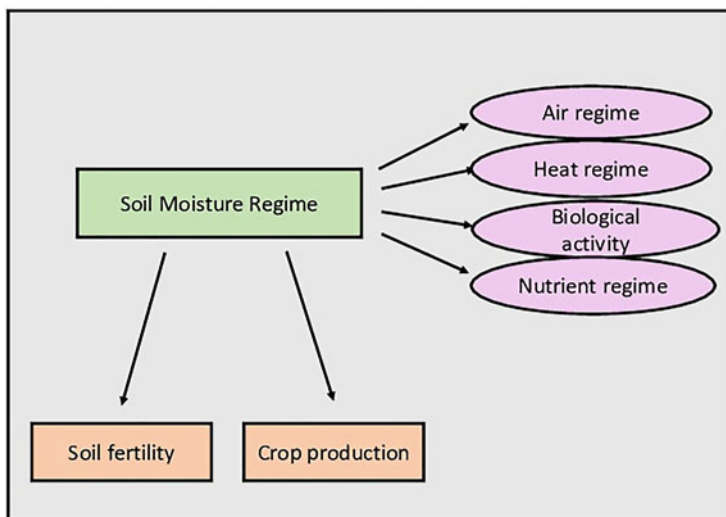 Air regime
Heat regime
Soil Moisture Regime
Biological
activity
Nutrient regime
Soil fertility
Crop production